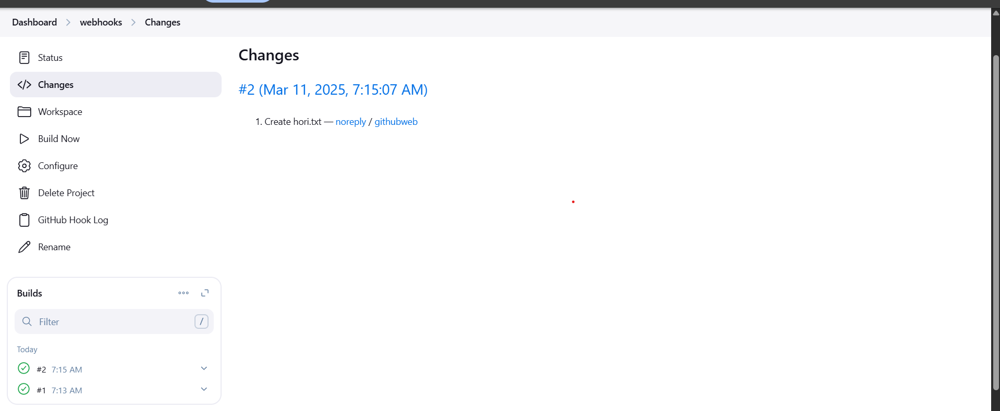 Dashboard > webhooks > Changes
Status
Changes
Workspace
Build Now
Configure
Delete Project
GitHub Hook Log
Rename
Builds
Filter /
Today
#2 7:15 AM
#1 7:13 AM
Changes
#2 (Mar 11, 2025, 7:15:07 AM)
1. Create hori.txt — noreply / githubweb